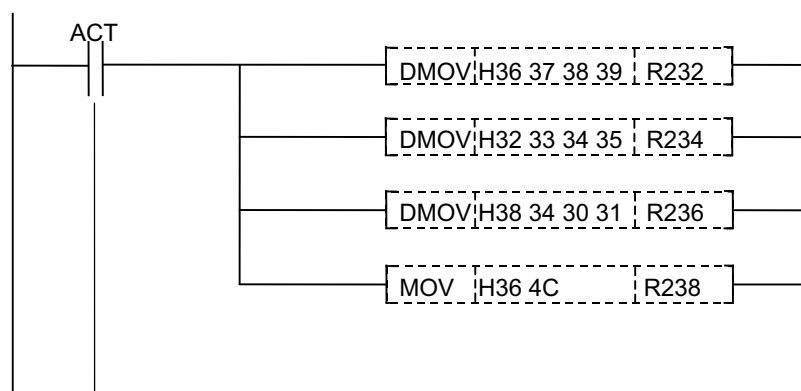 ACT
DMOV H36 37 38 39 R232
DMOV H32 33 34 35 R234
DMOV H38 34 30 31 R236
MOV H36 4C R238